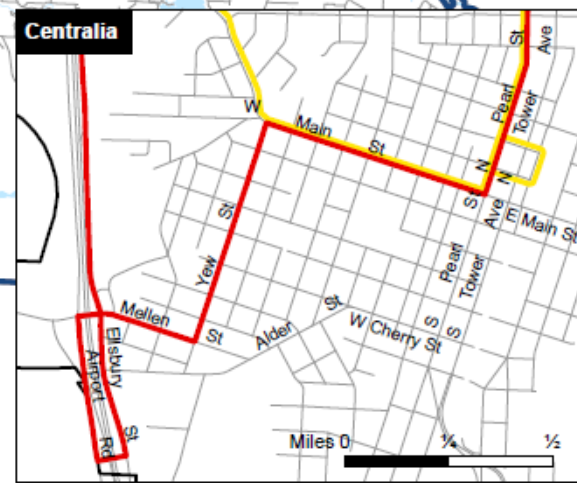 Centralia
St
Ave
Pearl
Tower
W Main St
N
N
St
Ave
E Main St
Yew St
Pearl
Tower
S
S
Mellen St
Alder St
W Cherry St
Ellsbury St
Airport Rd
Miles 0 ¼ ½